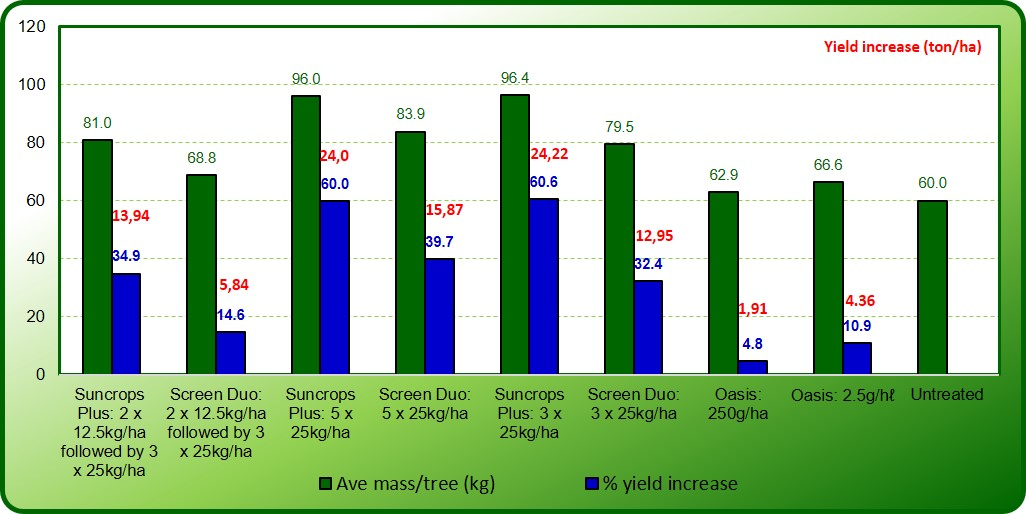 120
100
80
60
40
20
0
Yield increase (ton/ha)
81.0
13,94
34.9
68.8
5,84
14.6
96.0
24,0
60.0
83.9
15,87
39.7
96.4
24,22
60.6
79.5
12,95
32.4
62.9
1,91
4.8
66.6
4.36
10.9
60.0
Suncrops
Plus: 2 x
12.5kg/ha
followed by 3
x 25kg/ha
Screen Duo:
2 x 12.5kg/ha
followed by 3
x 25kg/ha
Suncrops
Plus: 5 x
25kg/ha
Screen Duo:
5 x 25kg/ha
Suncrops
Plus: 3 x
25kg/ha
Screen Duo:
3 x 25kg/ha
Oasis:
250g/ha
Oasis: 2.5g/hℓ
Untreated
Ave mass/tree (kg)
% yield increase